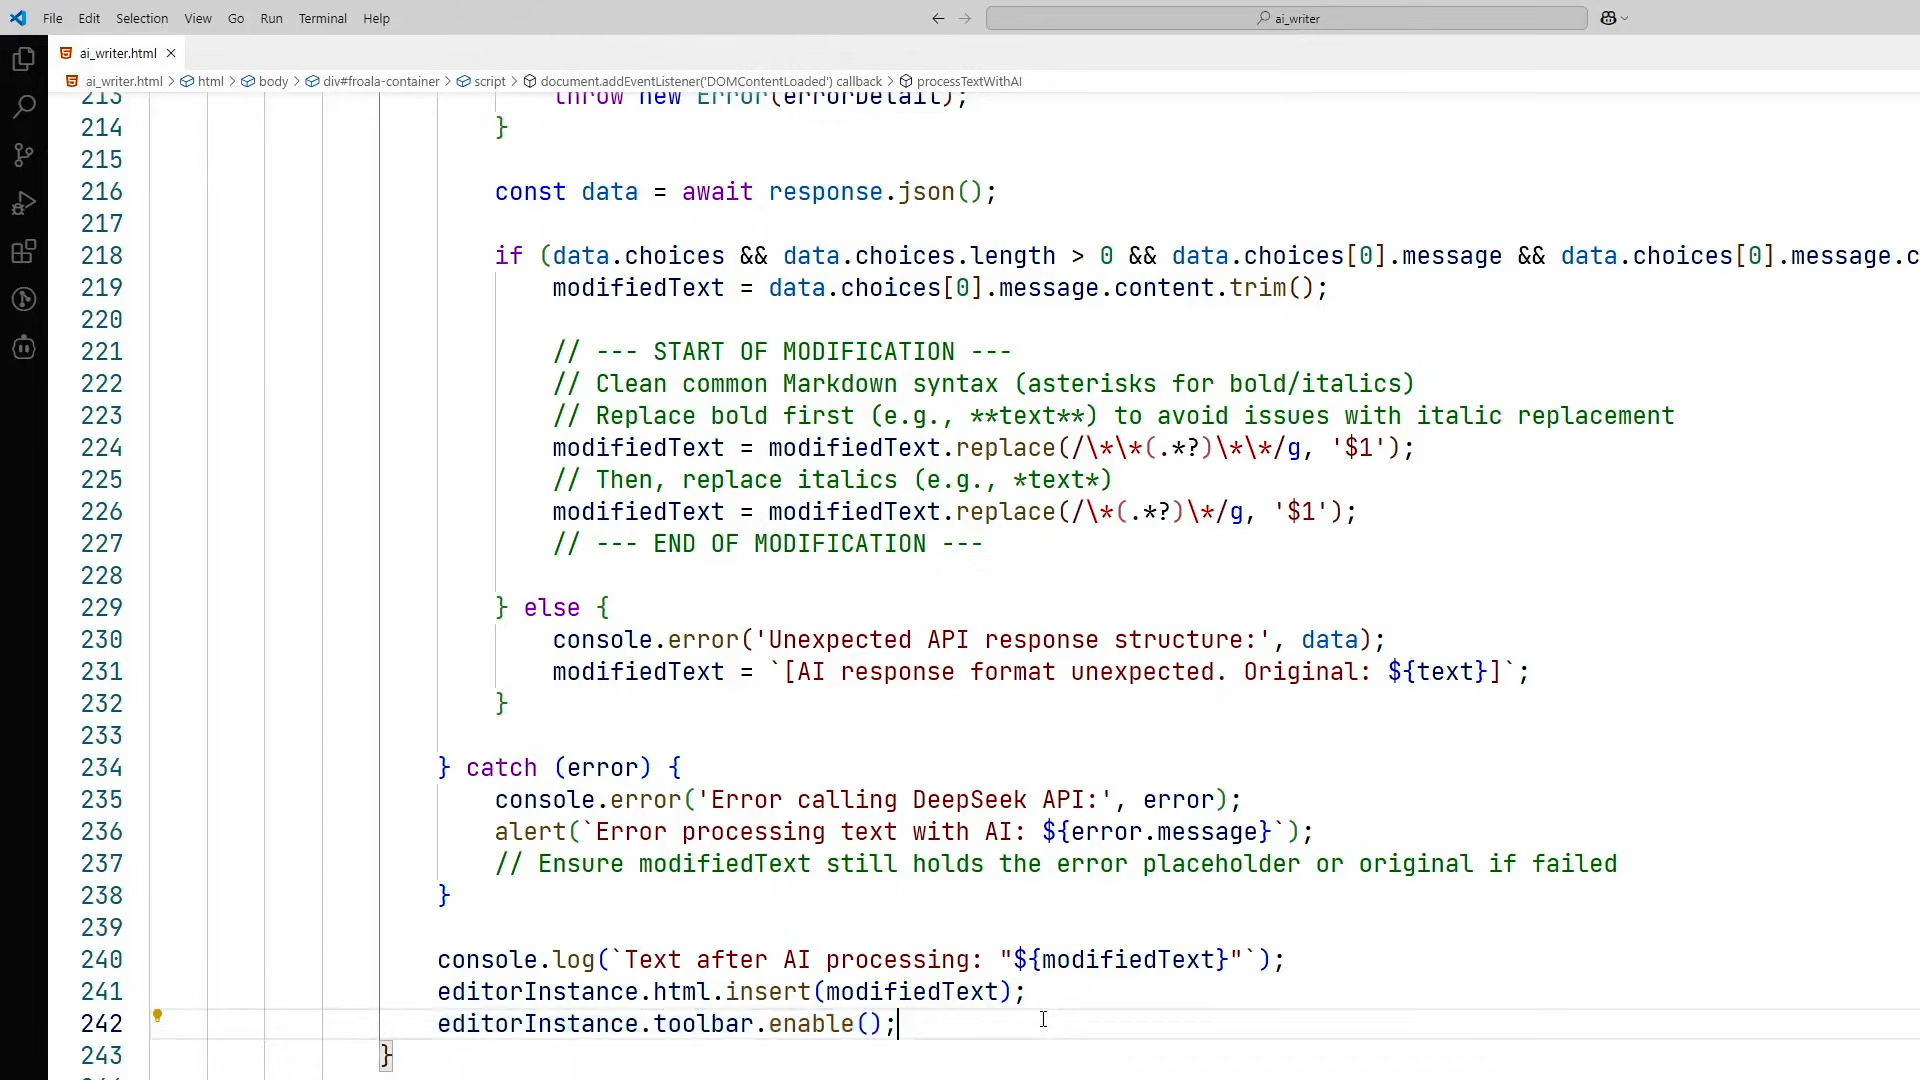 File Edit Selection View Go Run Terminal Help
ai_writer
ai_writer.html
ai_writer.html > html > body > div#froala-container > script > document.addEventListener('DOMContentLoaded') callback > processTextWithAI
213 throw new Error(errorDetail);
214 }
215
216 const data = await response.json();
217
218 if (data.choices && data.choices.length > 0 && data.choices[0].message && data.choices[0].message.c
219 modifiedText = data.choices[0].message.content.trim();
220
221 // --- START OF MODIFICATION ---
222 // Clean common Markdown syntax (asterisks for bold/italics)
223 // Replace bold first (e.g., **text**) to avoid issues with italic replacement
224 modifiedText = modifiedText.replace(/\*\*(.*?)\*\*/g, '$1');
225 // Then, replace italics (e.g., *text*)
226 modifiedText = modifiedText.replace(/\*(.*?)\*/g, '$1');
227 // --- END OF MODIFICATION ---
228
229 } else {
230 console.error('Unexpected API response structure:', data);
231 modifiedText = `[AI response format unexpected. Original: ${text}]`;
232 }
233
234 } catch (error) {
235 console.error('Error calling DeepSeek API:', error);
236 alert(`Error processing text with AI: ${error.message}`);
237 // Ensure modifiedText still holds the error placeholder or original if failed
238 }
239
240 console.log(`Text after AI processing: "${modifiedText}"`);
241 editorInstance.html.insert(modifiedText);
242 editorInstance.toolbar.enable();
243 }